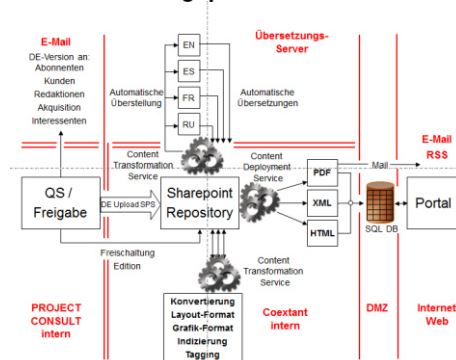 E-Mail
DE-Version an:
Abonnenten
Kunden
Redaktionen
Akquisition
Interessenten
EN
ES
FR
RU
Übersetzungs-
Server
Automatische
Überstellung
Automatische
Übersetzungen
Content
Transformation
Service
Content
Deployment
Service
E-Mail
RSS
Mail
QS /
Freigabe
DE Upload SPS
Sharepoint
Repository
PDF
XML
HTML
SQL DB
Portal
Freischaltung
Edition
Content
Transformation
Service
Konvertierung
Layout-Format
Grafik-Format
Indizierung
Tagging
PROJECT
CONSULT
intern
Coextant
intern
DMZ
Internet
Web